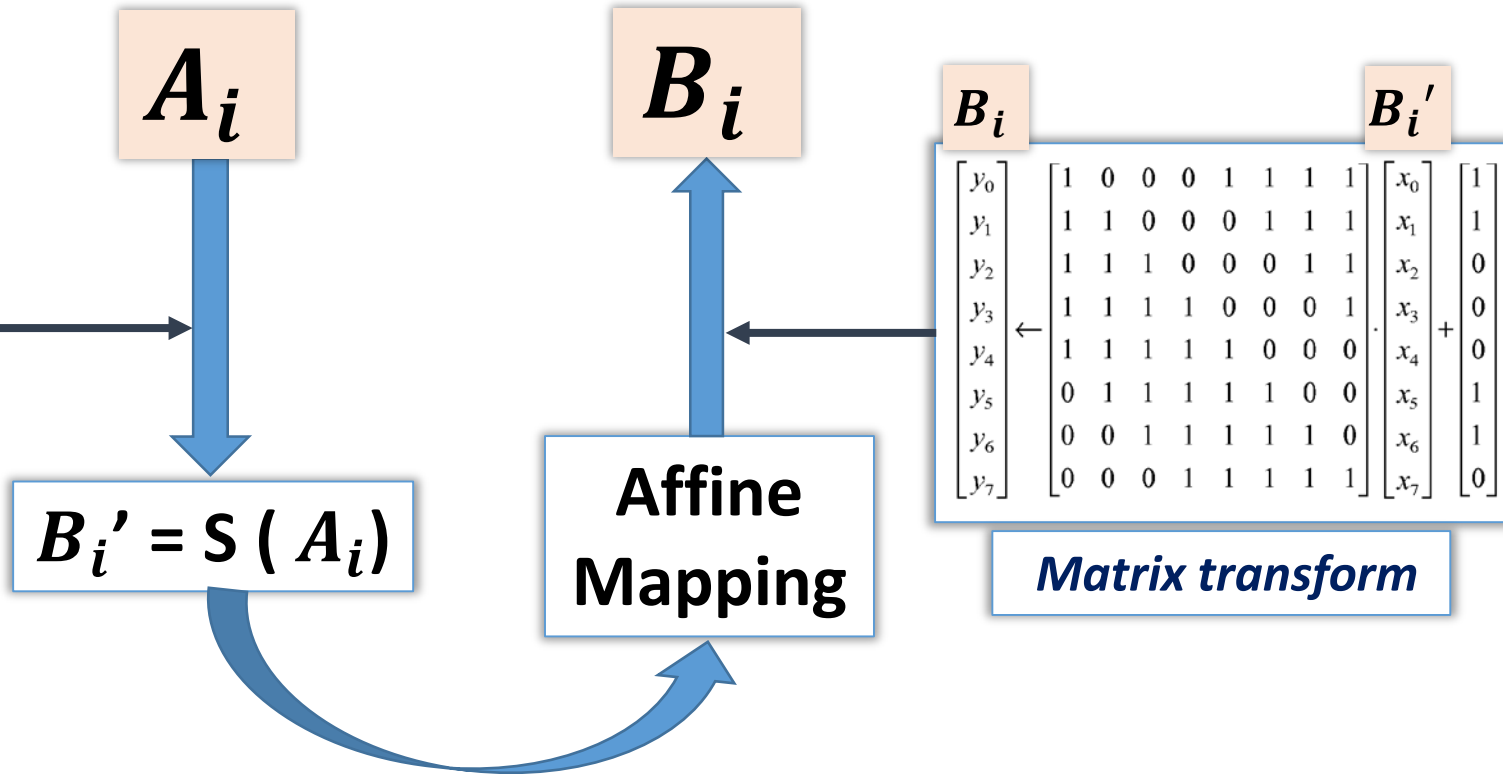 A_i
B_i
B_i B_i′
[y_0] [1 0 0 0 1 1 1 1] [x_0] [1]
[y_1] [1 1 0 0 0 1 1 1] [x_1] [1]
[y_2] [1 1 1 0 0 0 1 1] [x_2] [0]
[y_3] ← [1 1 1 1 0 0 0 1] · [x_3] + [0]
[y_4] [1 1 1 1 1 0 0 0] [x_4] [0]
[y_5] [0 1 1 1 1 1 0 0] [x_5] [1]
[y_6] [0 0 1 1 1 1 1 0] [x_6] [1]
[y_7] [0 0 0 1 1 1 1 1] [x_7] [0]
B_i’ = S ( A_i)
Affine
Mapping
Matrix transform